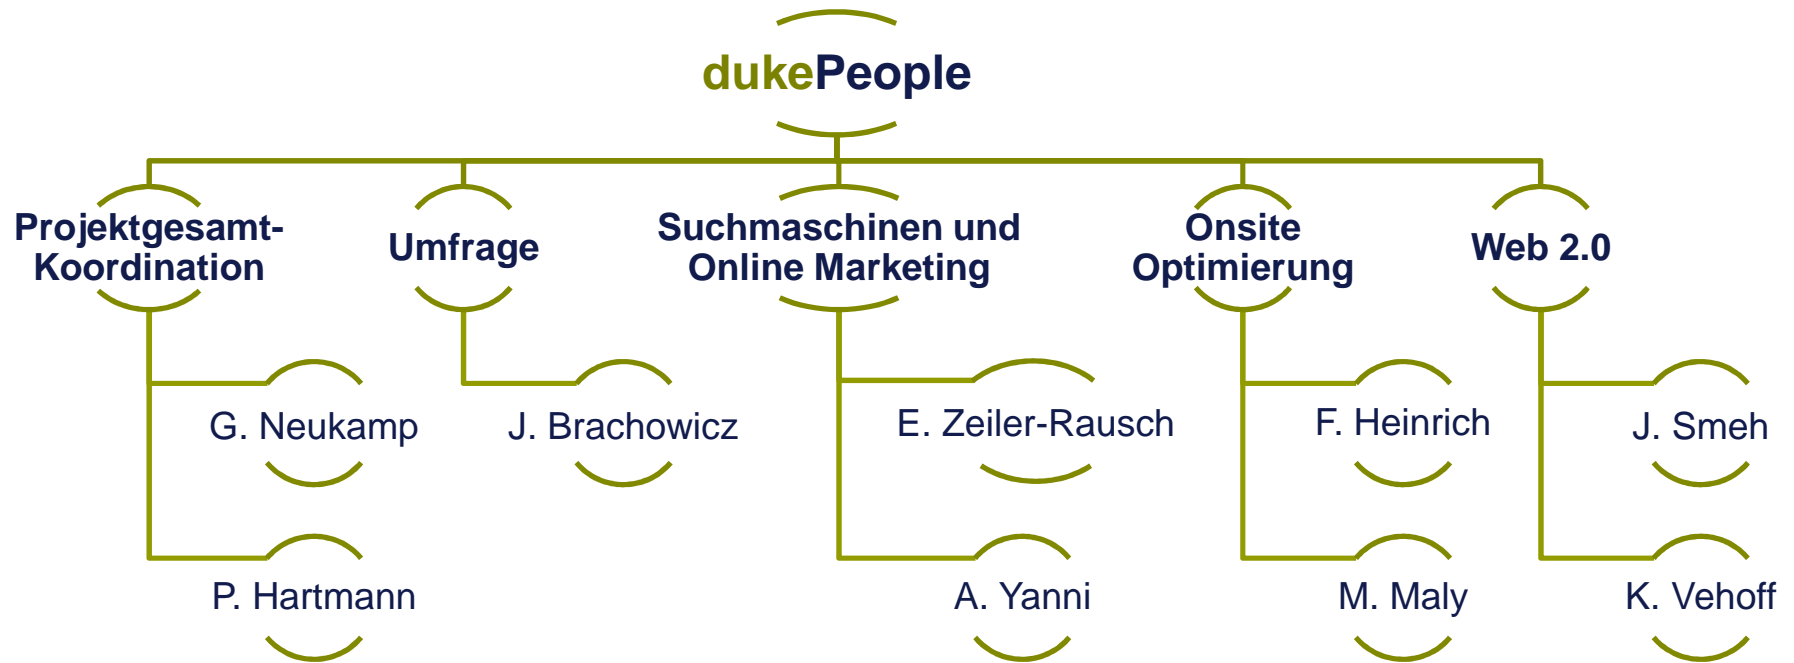 dukePeople
Projektgesamt-
Koordination
Umfrage
Suchmaschinen und
Online Marketing
Onsite
Optimierung
Web 2.0
G. Neukamp
J. Brachowicz
E. Zeiler-Rausch
F. Heinrich
J. Smeh
P. Hartmann
A. Yanni
M. Maly
K. Vehoff